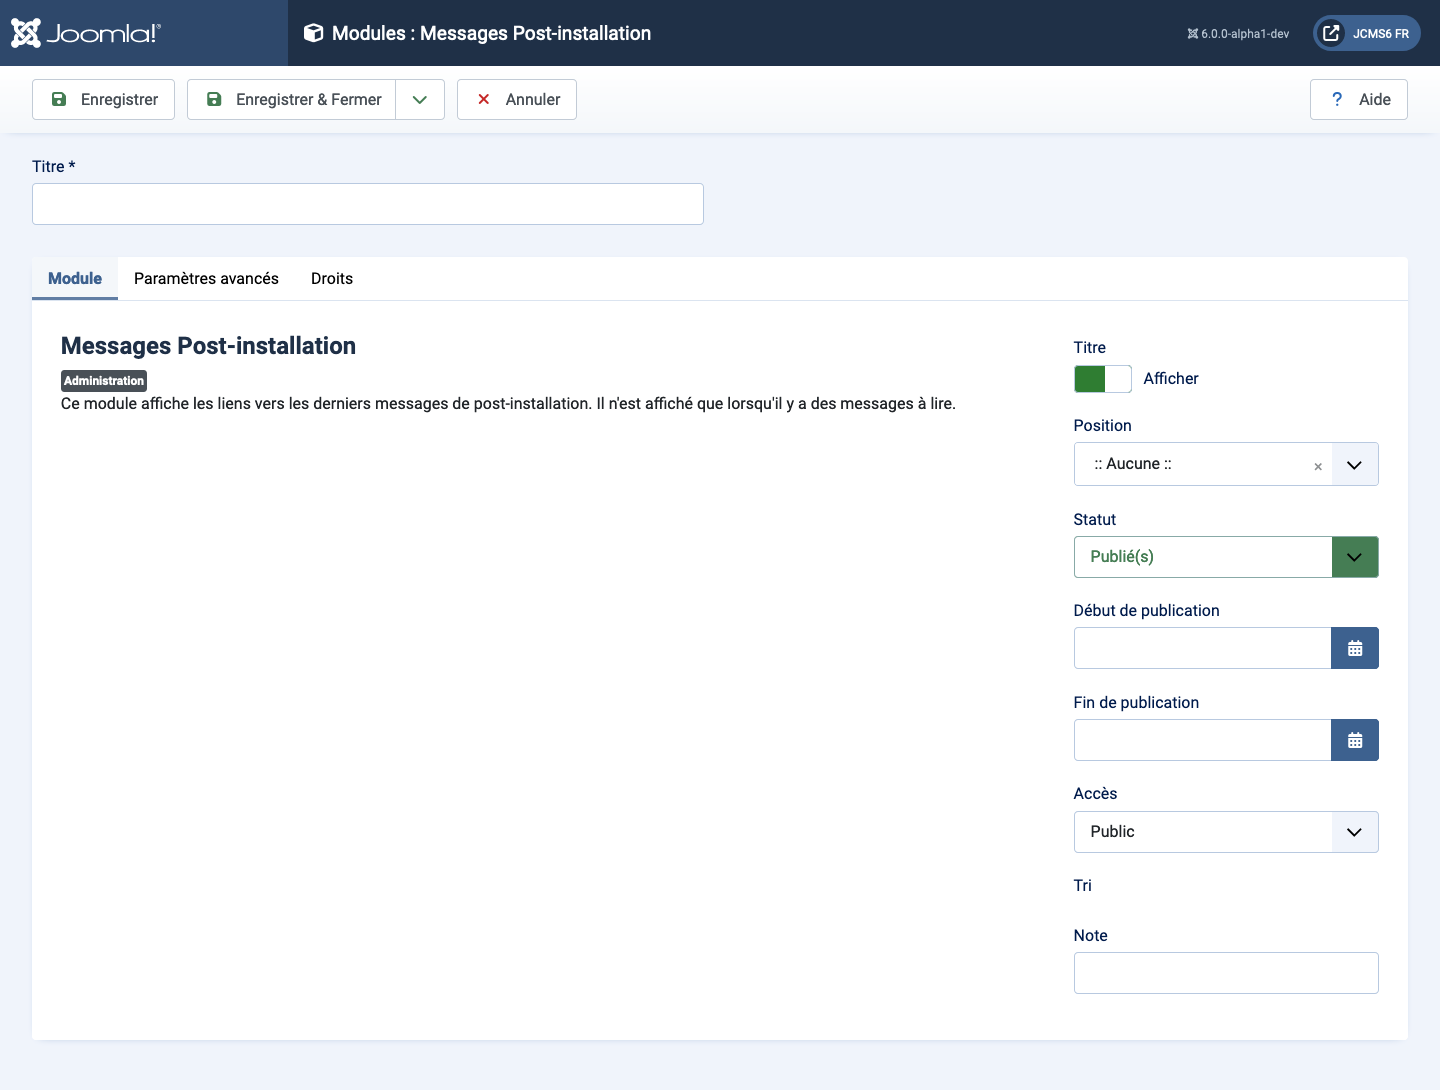 Joomla!®
Modules : Messages Post-installation
6.0.0-alpha1-dev
JCMS6 FR
Enregistrer
Enregistrer & Fermer
Annuler
? Aide
Titre *
Module
Paramètres avancés
Droits
Messages Post-installation
Administration
Ce module affiche les liens vers les derniers messages de post-installation. Il n'est affiché que lorsqu'il y a des messages à lire.
Titre
Afficher
Position
:: Aucune :: ×
Statut
Publié(s)
Début de publication
Fin de publication
Accès
Public
Tri
Note